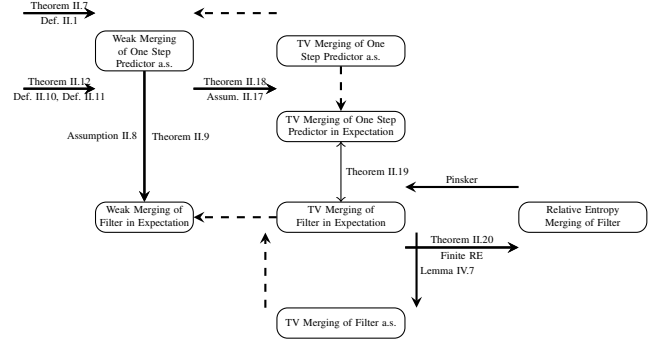 Theorem II.7
Def. II.1
Weak Merging
of One Step
Predictor a.s.
TV Merging of One
Step Predictor a.s.
Theorem II.12
Def. II.10, Def. II.11
Theorem II.18
Assum. II.17
TV Merging of One Step
Predictor in Expectation
Assumption II.8
Theorem II.9
Theorem II.19
Pinsker
Weak Merging of
Filter in Expectation
TV Merging of
Filter in Expectation
Relative Entropy
Merging of Filter
Theorem II.20
Finite RE
Lemma IV.7
TV Merging of Filter a.s.